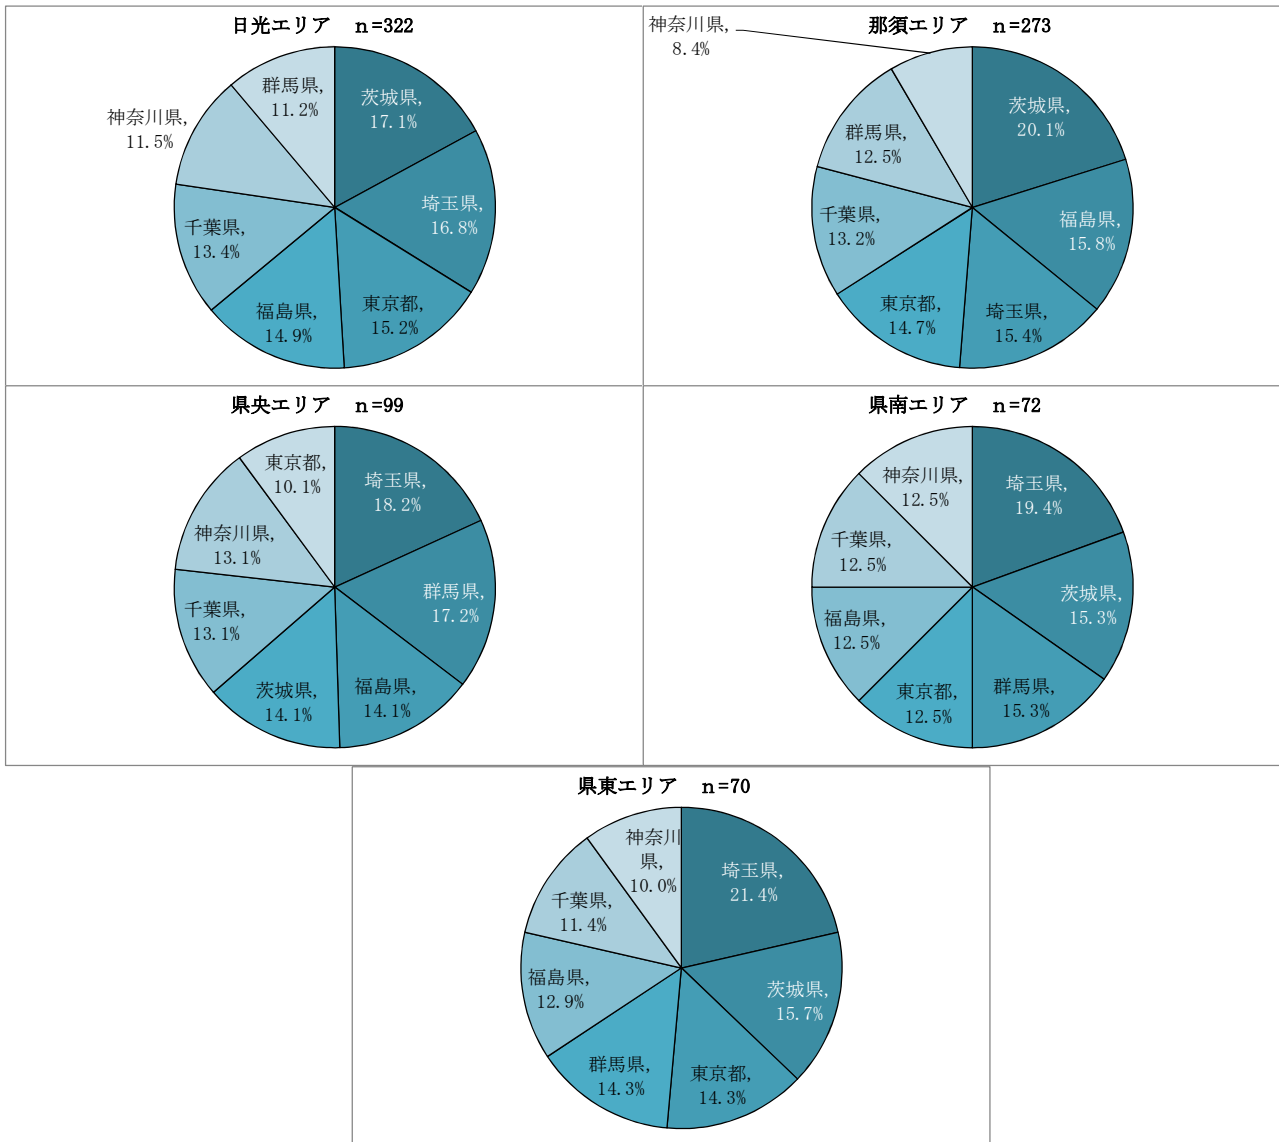 日光エリア　n=322
茨城県,
17.1%
埼玉県,
16.8%
東京都,
15.2%
福島県,
14.9%
千葉県,
13.4%
神奈川県,
11.5%
群馬県,
11.2%
那須エリア　n=273
茨城県,
20.1%
福島県,
15.8%
埼玉県,
15.4%
東京都,
14.7%
千葉県,
13.2%
群馬県,
12.5%
神奈川県,
8.4%
県央エリア　n=99
埼玉県,
18.2%
群馬県,
17.2%
福島県,
14.1%
茨城県,
14.1%
千葉県,
13.1%
神奈川県,
13.1%
東京都,
10.1%
県南エリア　n=72
埼玉県,
19.4%
茨城県,
15.3%
群馬県,
15.3%
東京都,
12.5%
福島県,
12.5%
千葉県,
12.5%
神奈川県,
12.5%
県東エリア　n=70
埼玉県,
21.4%
茨城県,
15.7%
東京都,
14.3%
群馬県,
14.3%
福島県,
12.9%
千葉県,
11.4%
神奈川
県,
10.0%